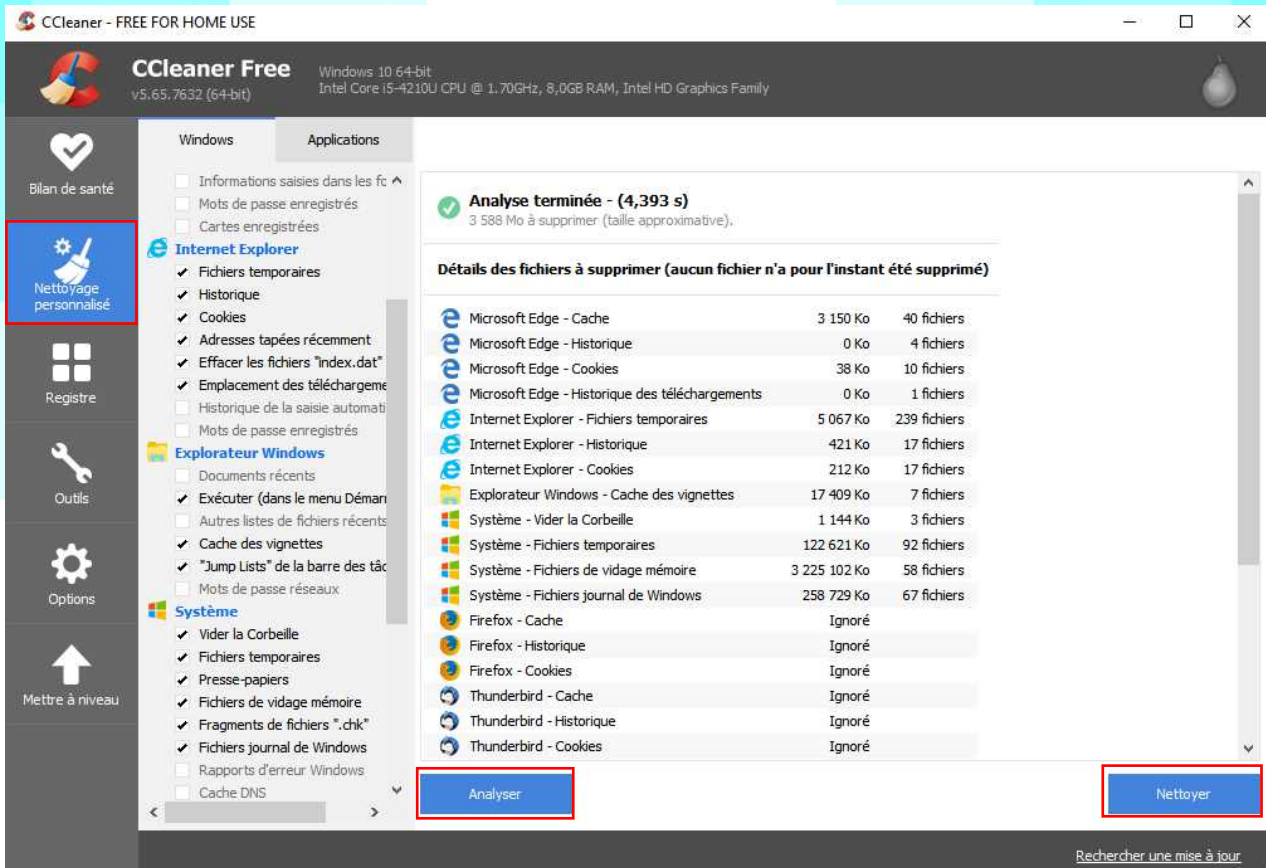 CCleaner - FREE FOR HOME USE
CCleaner Free
v5.65.7632 (64-bit)
Windows 10 64-bit
Intel Core i5-4210U CPU @ 1.70GHz, 8,0GB RAM, Intel HD Graphics Family
Bilan de santé
Nettoyage
personnalisé
Registre
Outils
Options
Mettre à niveau
Windows
Applications
Informations saisies dans les fc
Mots de passe enregistrés
Cartes enregistrées
Internet Explorer
Fichiers temporaires
Historique
Cookies
Adresses tapées récemment
Effacer les fichiers "index.dat"
Emplacement des téléchargeme
Historique de la saisie automati
Mots de passe enregistrés
Explorateur Windows
Documents récents
Exécuter (dans le menu Démarr
Autres listes de fichiers récents
Cache des vignettes
"Jump Lists" de la barre des tâc
Mots de passe réseaux
Système
Vider la Corbeille
Fichiers temporaires
Presse-papiers
Fichiers de vidage mémoire
Fragments de fichiers ".chk"
Fichiers journal de Windows
Rapports d'erreur Windows
Cache DNS
Analyse terminée - (4,393 s)
3 588 Mo à supprimer (taille approximative).
Détails des fichiers à supprimer (aucun fichier n'a pour l'instant été supprimé)
Microsoft Edge - Cache 3 150 Ko 40 fichiers
Microsoft Edge - Historique 0 Ko 4 fichiers
Microsoft Edge - Cookies 38 Ko 10 fichiers
Microsoft Edge - Historique des téléchargements 0 Ko 1 fichiers
Internet Explorer - Fichiers temporaires 5 067 Ko 239 fichiers
Internet Explorer - Historique 421 Ko 17 fichiers
Internet Explorer - Cookies 212 Ko 17 fichiers
Explorateur Windows - Cache des vignettes 17 409 Ko 7 fichiers
Système - Vider la Corbeille 1 144 Ko 3 fichiers
Système - Fichiers temporaires 122 621 Ko 92 fichiers
Système - Fichiers de vidage mémoire 3 225 102 Ko 58 fichiers
Système - Fichiers journal de Windows 258 729 Ko 67 fichiers
Firefox - Cache Ignoré
Firefox - Historique Ignoré
Firefox - Cookies Ignoré
Thunderbird - Cache Ignoré
Thunderbird - Historique Ignoré
Thunderbird - Cookies Ignoré
Analyser
Nettoyer
Rechercher une mise à jour